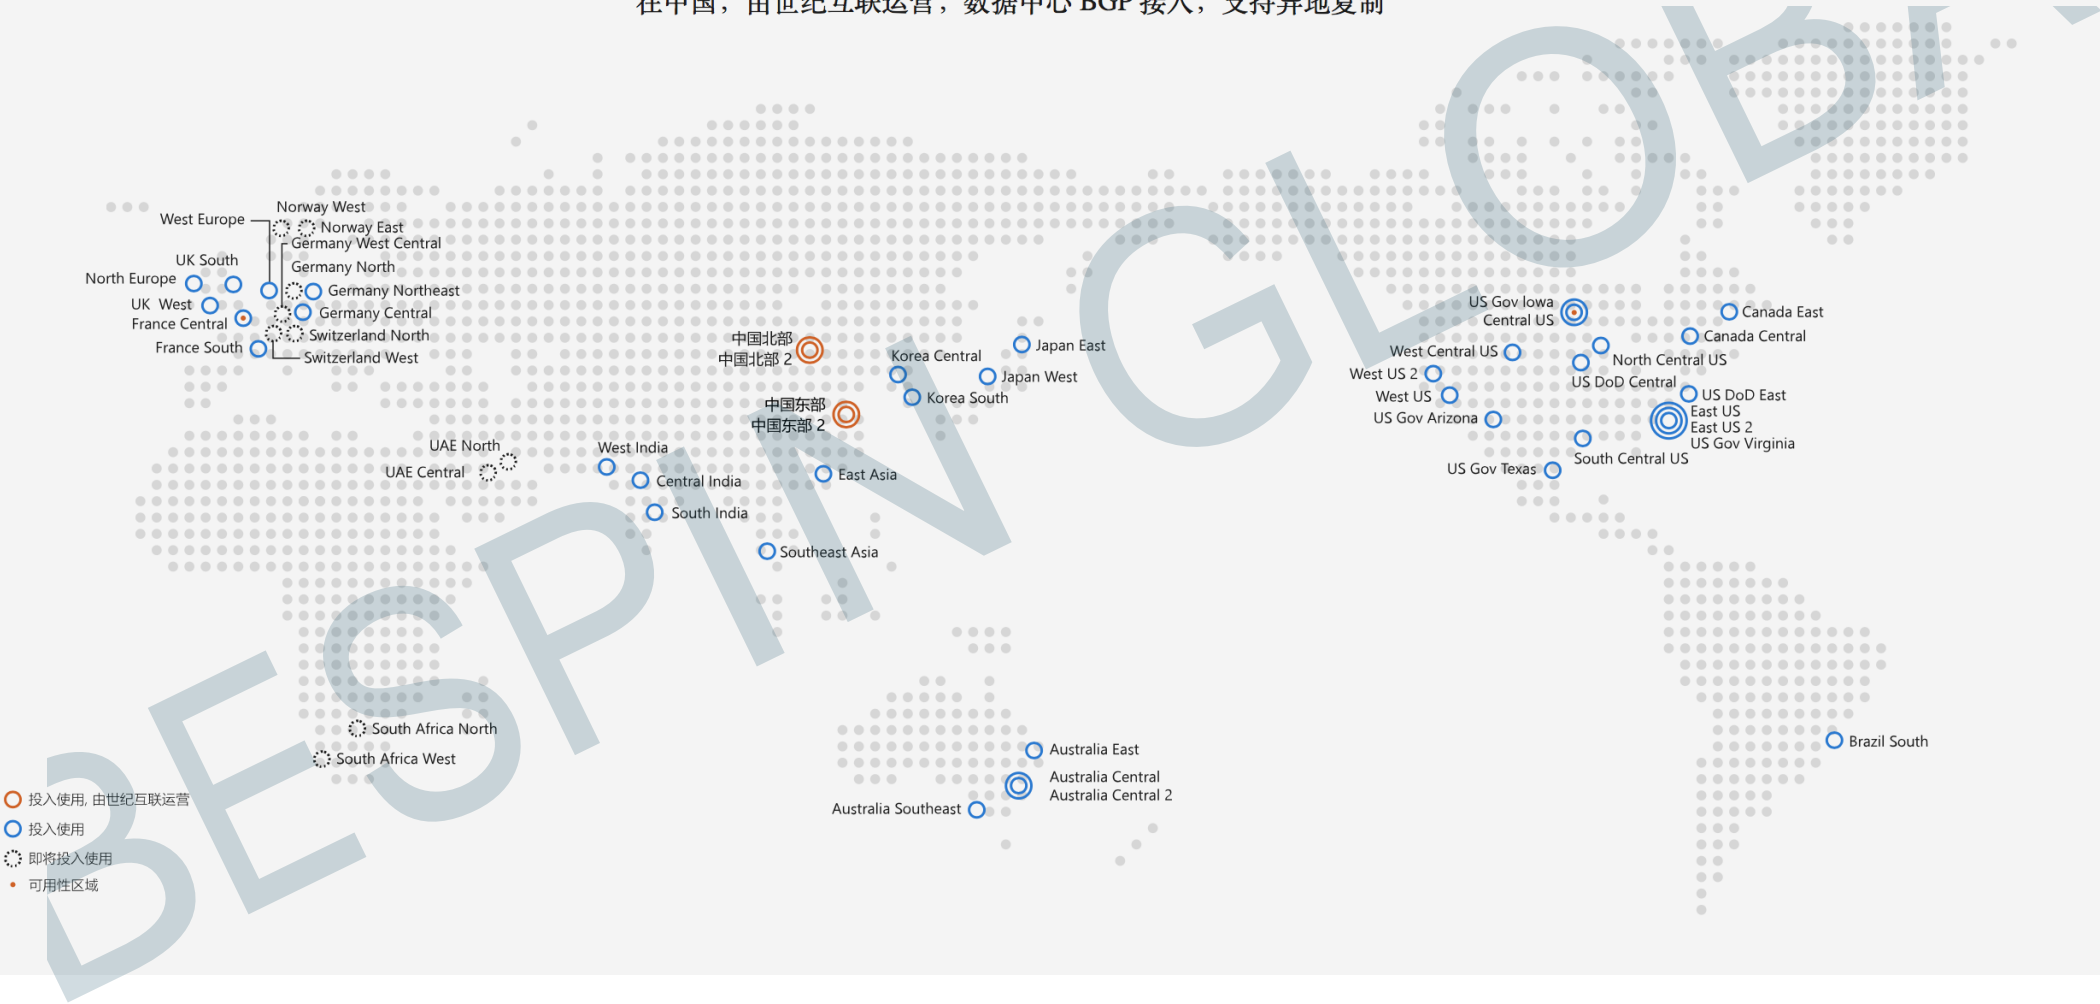 在中国，由世纪互联运营，数据中心 BGP 接入，支持异地复制
Norway West
West Europe
Norway East
Germany West Central
UK South
Germany North
North Europe
Germany Northeast
UK West
Germany Central
France Central
Switzerland North
France South
Switzerland West
中国北部
中国北部 2
Korea Central
Japan East
Japan West
Korea South
中国东部
中国东部 2
UAE North
UAE Central
West India
Central India
South India
East Asia
Southeast Asia
US Gov Iowa
Central US
Canada East
Canada Central
West Central US
North Central US
West US 2
US DoD Central
West US
US DoD East
US Gov Arizona
East US
East US 2
US Gov Virginia
South Central US
US Gov Texas
South Africa North
South Africa West
Australia East
Australia Central
Australia Central 2
Australia Southeast
Brazil South
投入使用, 由世纪互联运营
投入使用
即将投入使用
可用性区域
BESPIN GLOBA